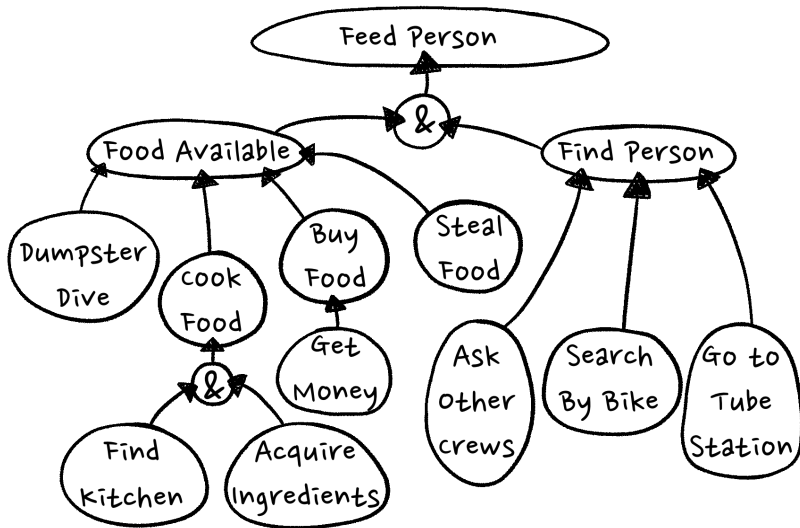 Feed Person
&
Food Available
Find Person
Dumpster
Dive
Cook
Food
Buy
Food
Steal
Food
Get
Money
&
Find
Kitchen
Acquire
Ingredients
Ask
Other
Crews
Search
By Bike
Go to
Tube
Station